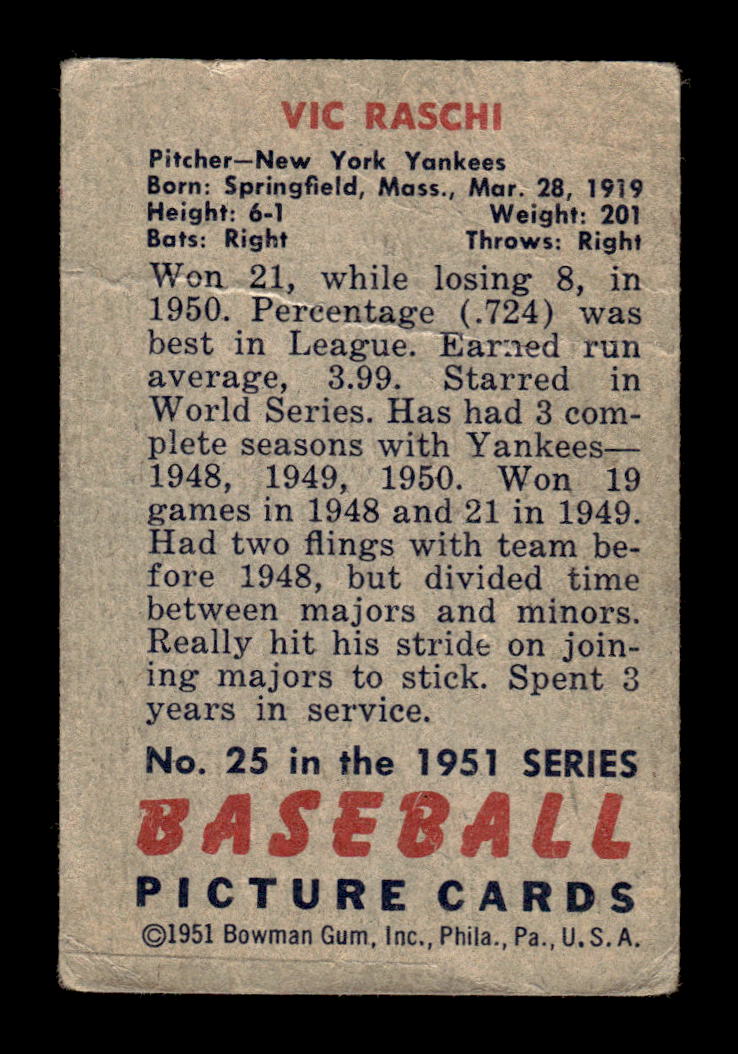 VIC RASCHI
Pitcher—New York Yankees
Born: Springfield, Mass., Mar. 28, 1919
Height: 6-1 Weight: 201
Bats: Right Throws: Right
Won 21, while losing 8, in
1950. Percentage (.724) was
best in League. Earned run
average, 3.99. Starred in
World Series. Has had 3 com-
plete seasons with Yankees—
1948, 1949, 1950. Won 19
games in 1948 and 21 in 1949.
Had two flings with team be-
fore 1948, but divided time
between majors and minors.
Really hit his stride on join-
ing majors to stick. Spent 3
years in service.
No. 25 in the 1951 SERIES
BASEBALL
PICTURE CARDS
©1951 Bowman Gum, Inc., Phila., Pa., U.S.A.